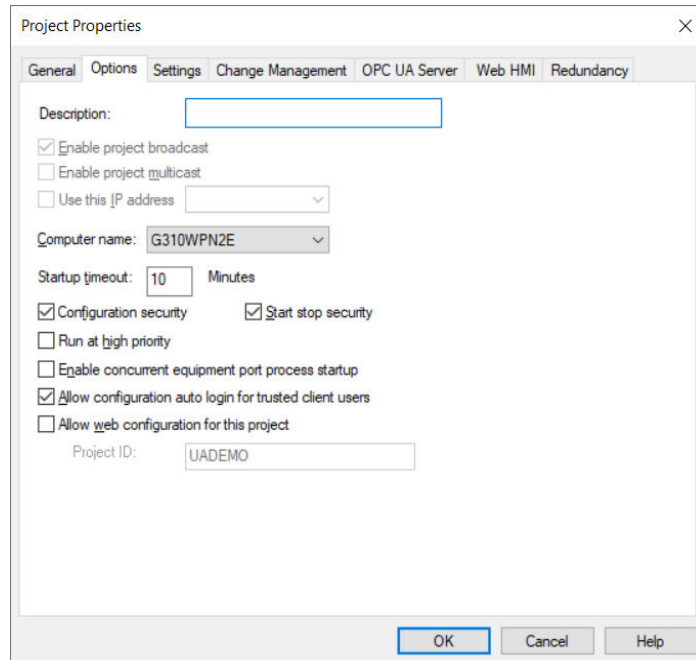 Project Properties
General Options Settings Change Management OPC UA Server Web HMI Redundancy
Description:
Enable project broadcast
Enable project multicast
Use this IP address
Computer name: G310WPN2E
Startup timeout: 10 Minutes
Configuration security Start stop security
Run at high priority
Enable concurrent equipment port process startup
Allow configuration auto login for trusted client users
Allow web configuration for this project
Project ID: UADEMO
OK Cancel Help